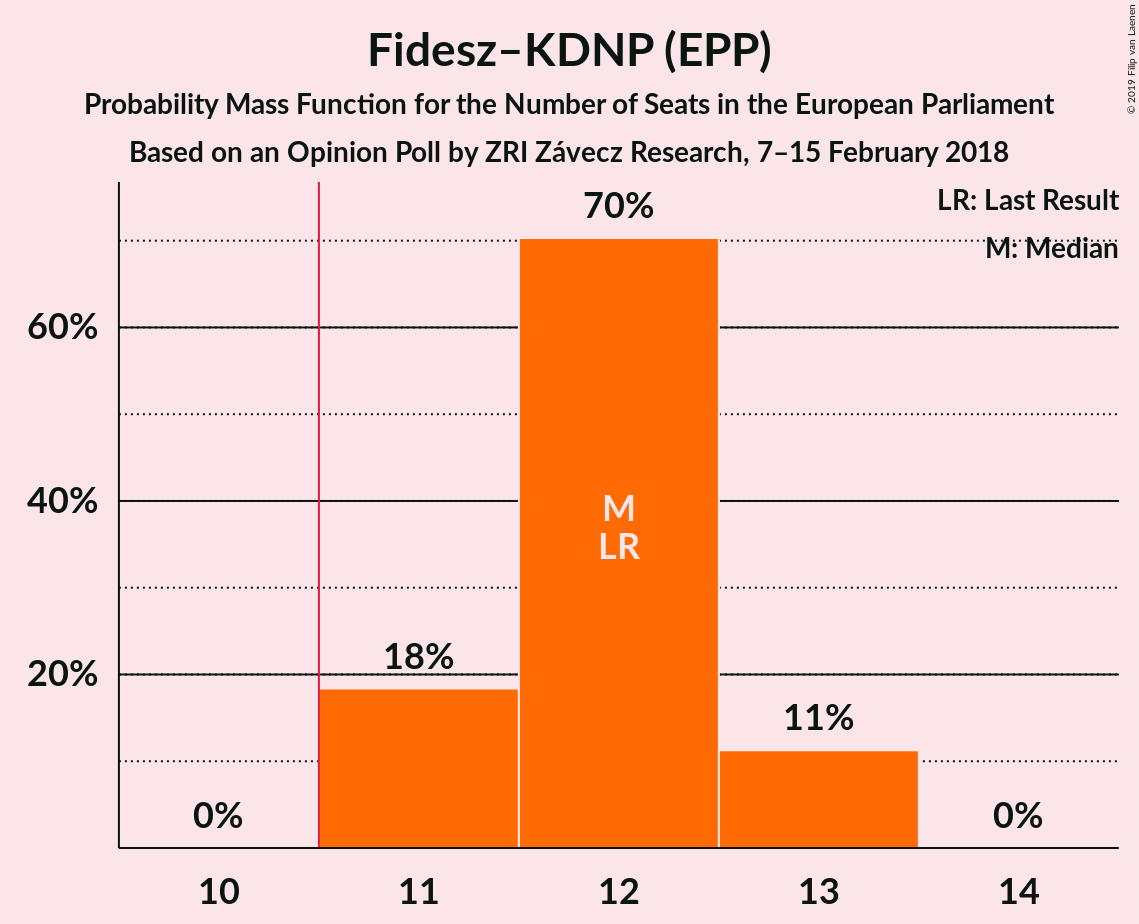 Fidesz–KDNP (EPP)
Probability Mass Function for the Number of Seats in the European Parliament
Based on an Opinion Poll by ZRI Závecz Research, 7–15 February 2018
© 2019 Filip van Laenen
LR: Last Result
M: Median
70%
60%
40%
20%
M
LR
18%
11%
0%
0%
10 11 12 13 14